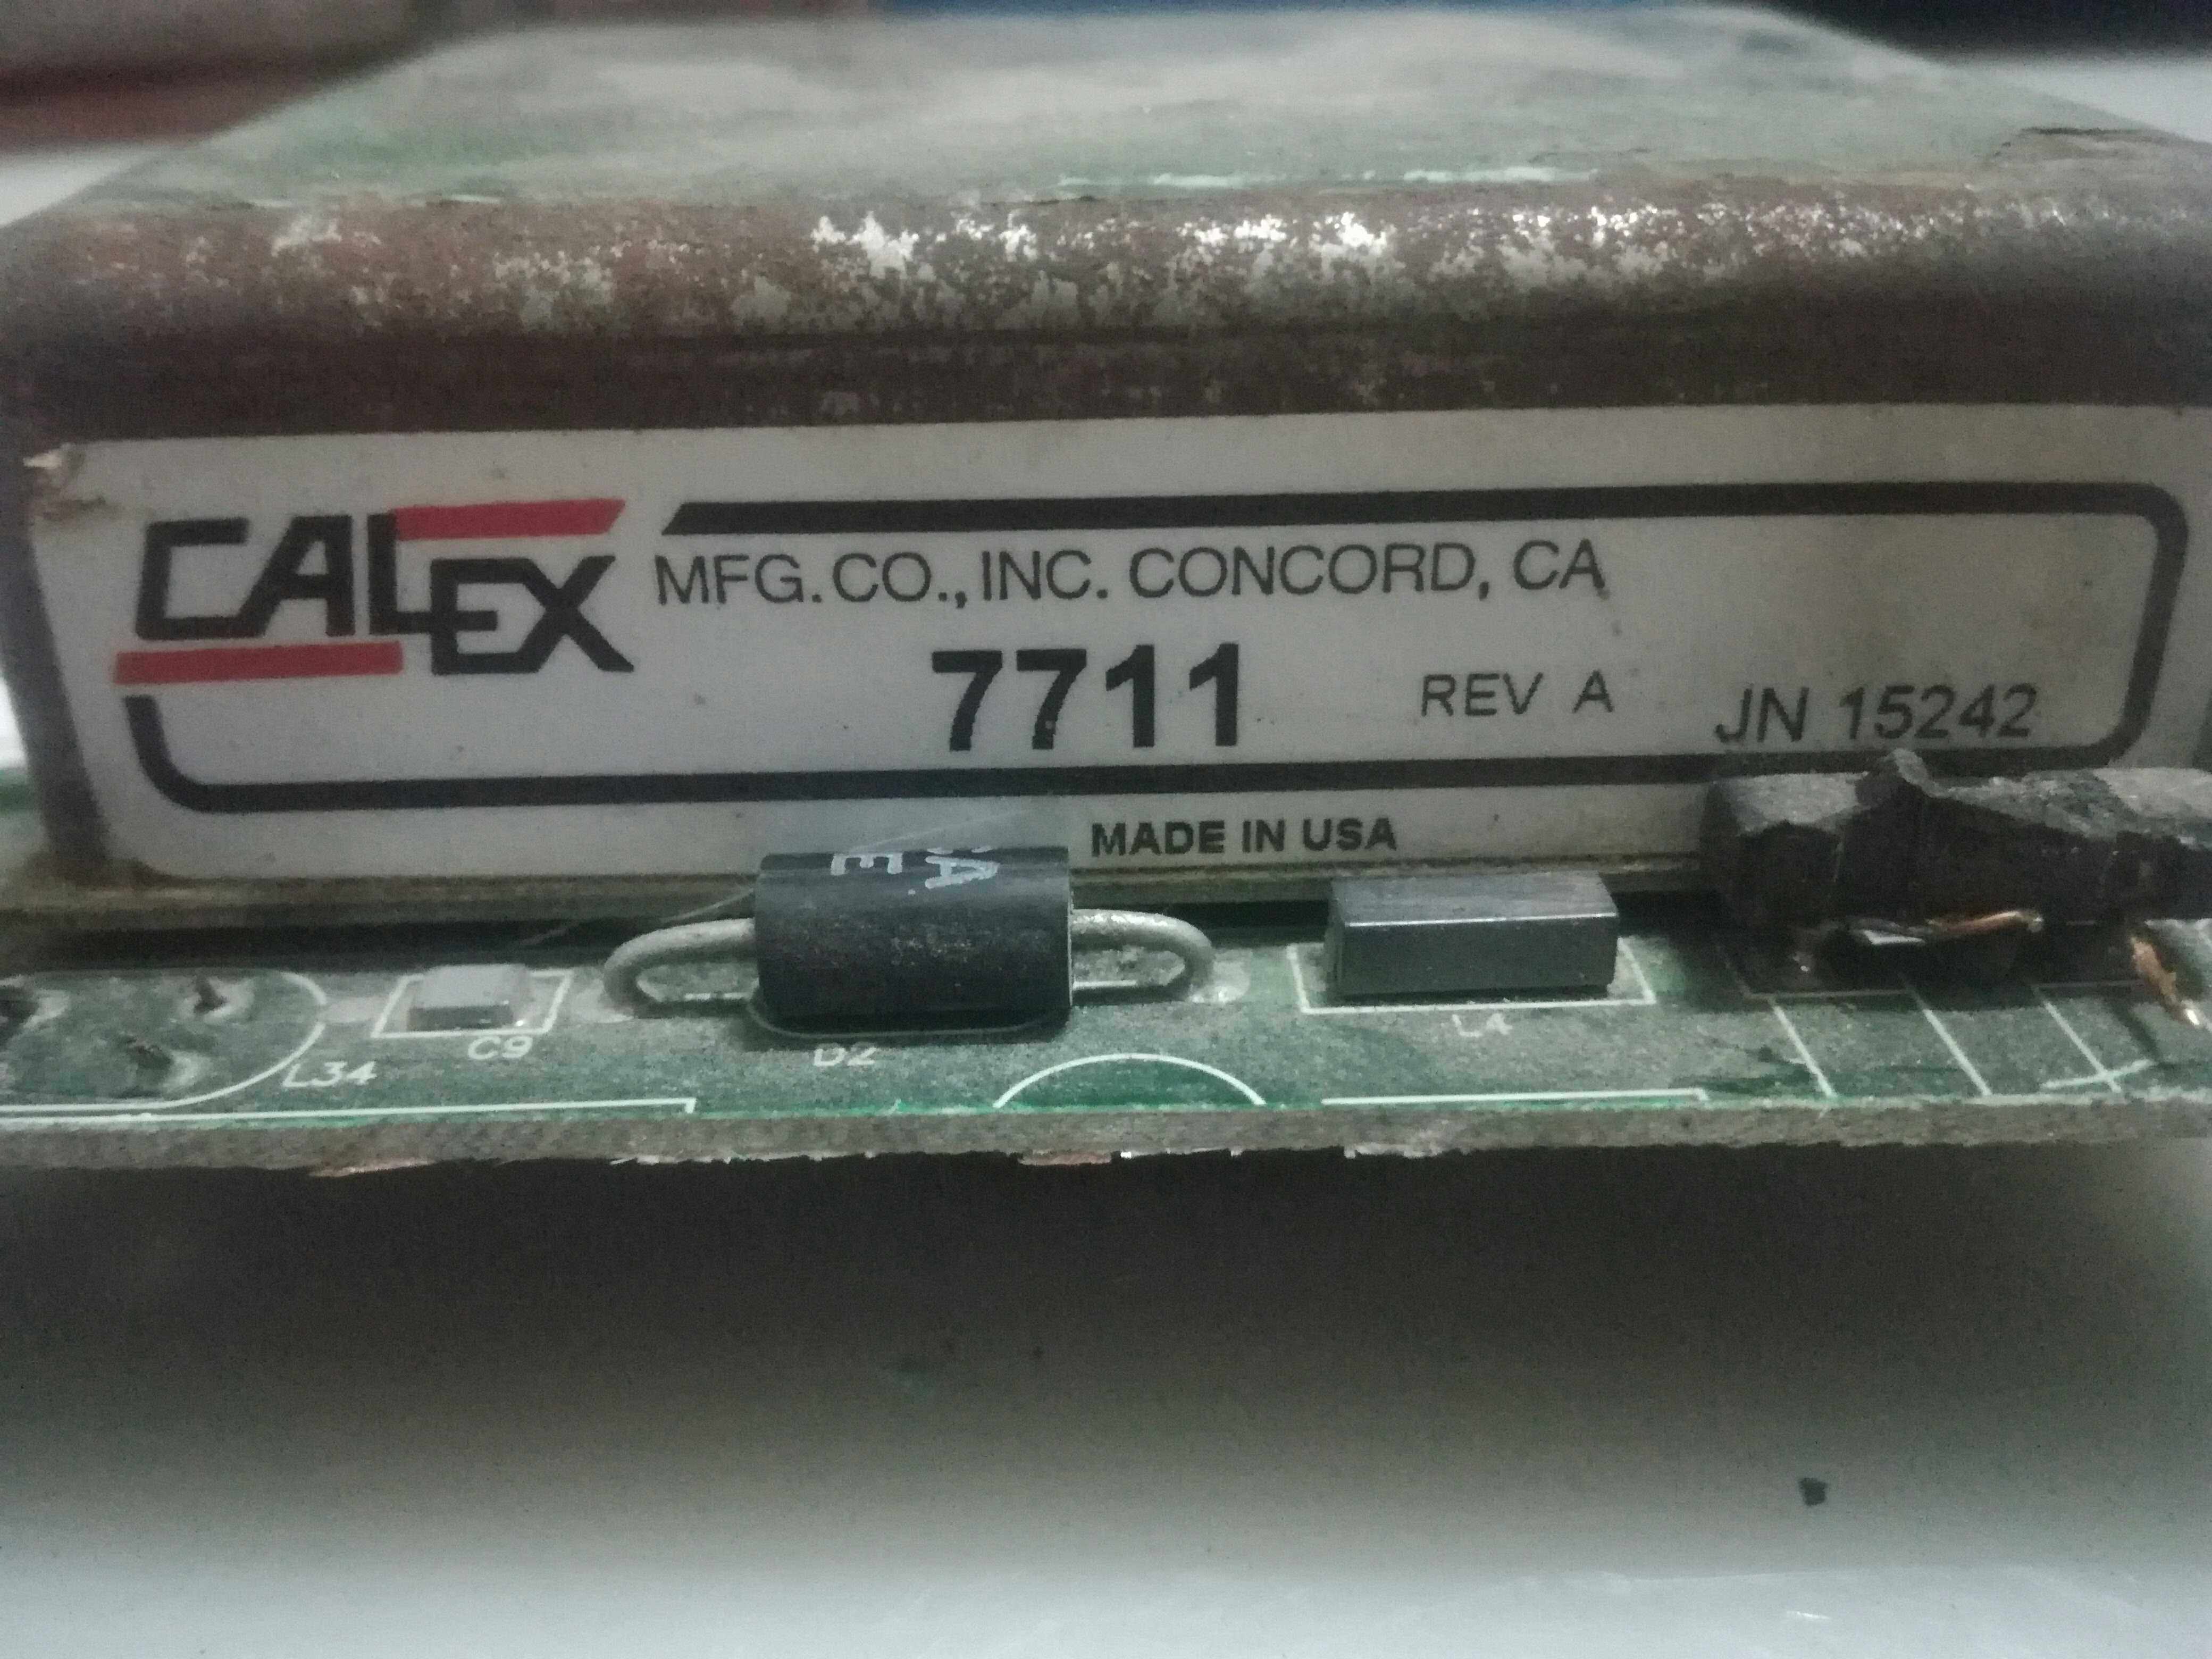 CALEX MFG. CO., INC. CONCORD, CA
7711 REV A JN 15242
MADE IN USA
C9
L34
D2
L4